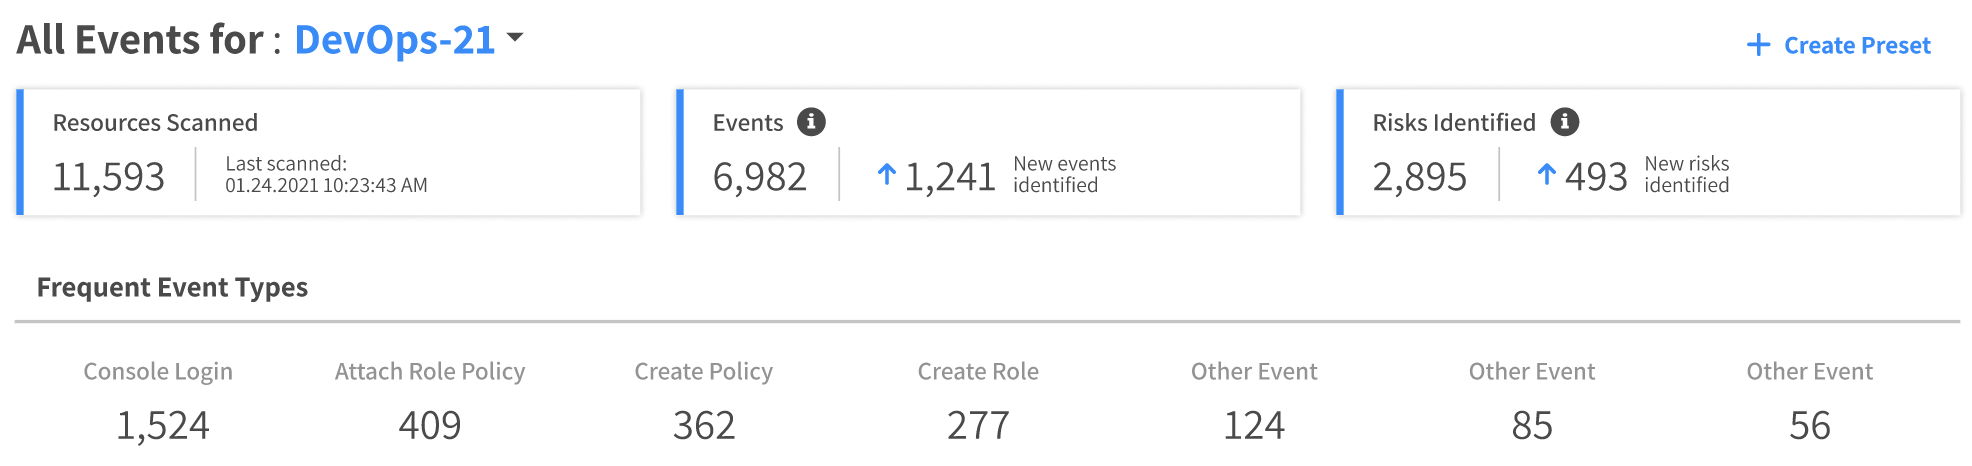 All Events for : DevOps-21
Create Preset
Resources Scanned
11,593
Last scanned:
01.24.2021 10:23:43 AM
Events
6,982
1,241
New events
identified
Risks Identified
2,895
493
New risks
identified
Frequent Event Types
Console Login
1,524
Attach Role Policy
409
Create Policy
362
Create Role
277
Other Event
124
Other Event
85
Other Event
56